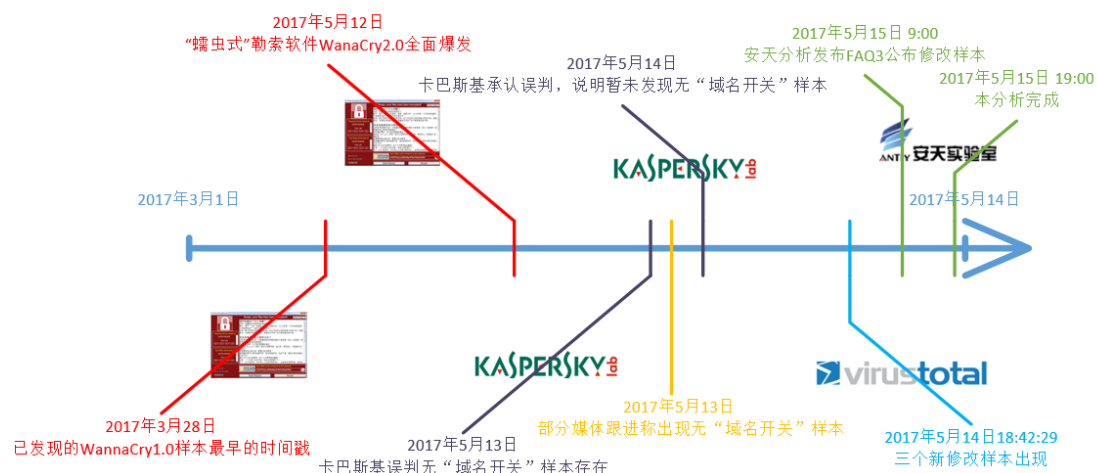 2017年5月12日
“蠕虫式”勒索软件WanaCry2.0全面爆发
2017年5月14日
卡巴斯基承认误判，说明暂未发现无“域名开关”样本
2017年5月15日 9:00
安天分析发布FAQ3公布修改样本
2017年5月15日 19:00
本分析完成
KASPERSKY lab
ANTIY 安天实验室
2017年3月1日
2017年5月14日
KASPERSKY lab
virustotal
2017年3月28日
已发现的WannaCry1.0样本最早的时间戳
2017年5月13日
卡巴斯基误判无“域名开关”样本存在
2017年5月13日
部分媒体跟进称出现无“域名开关”样本
2017年5月14日18:42:29
三个新修改样本出现